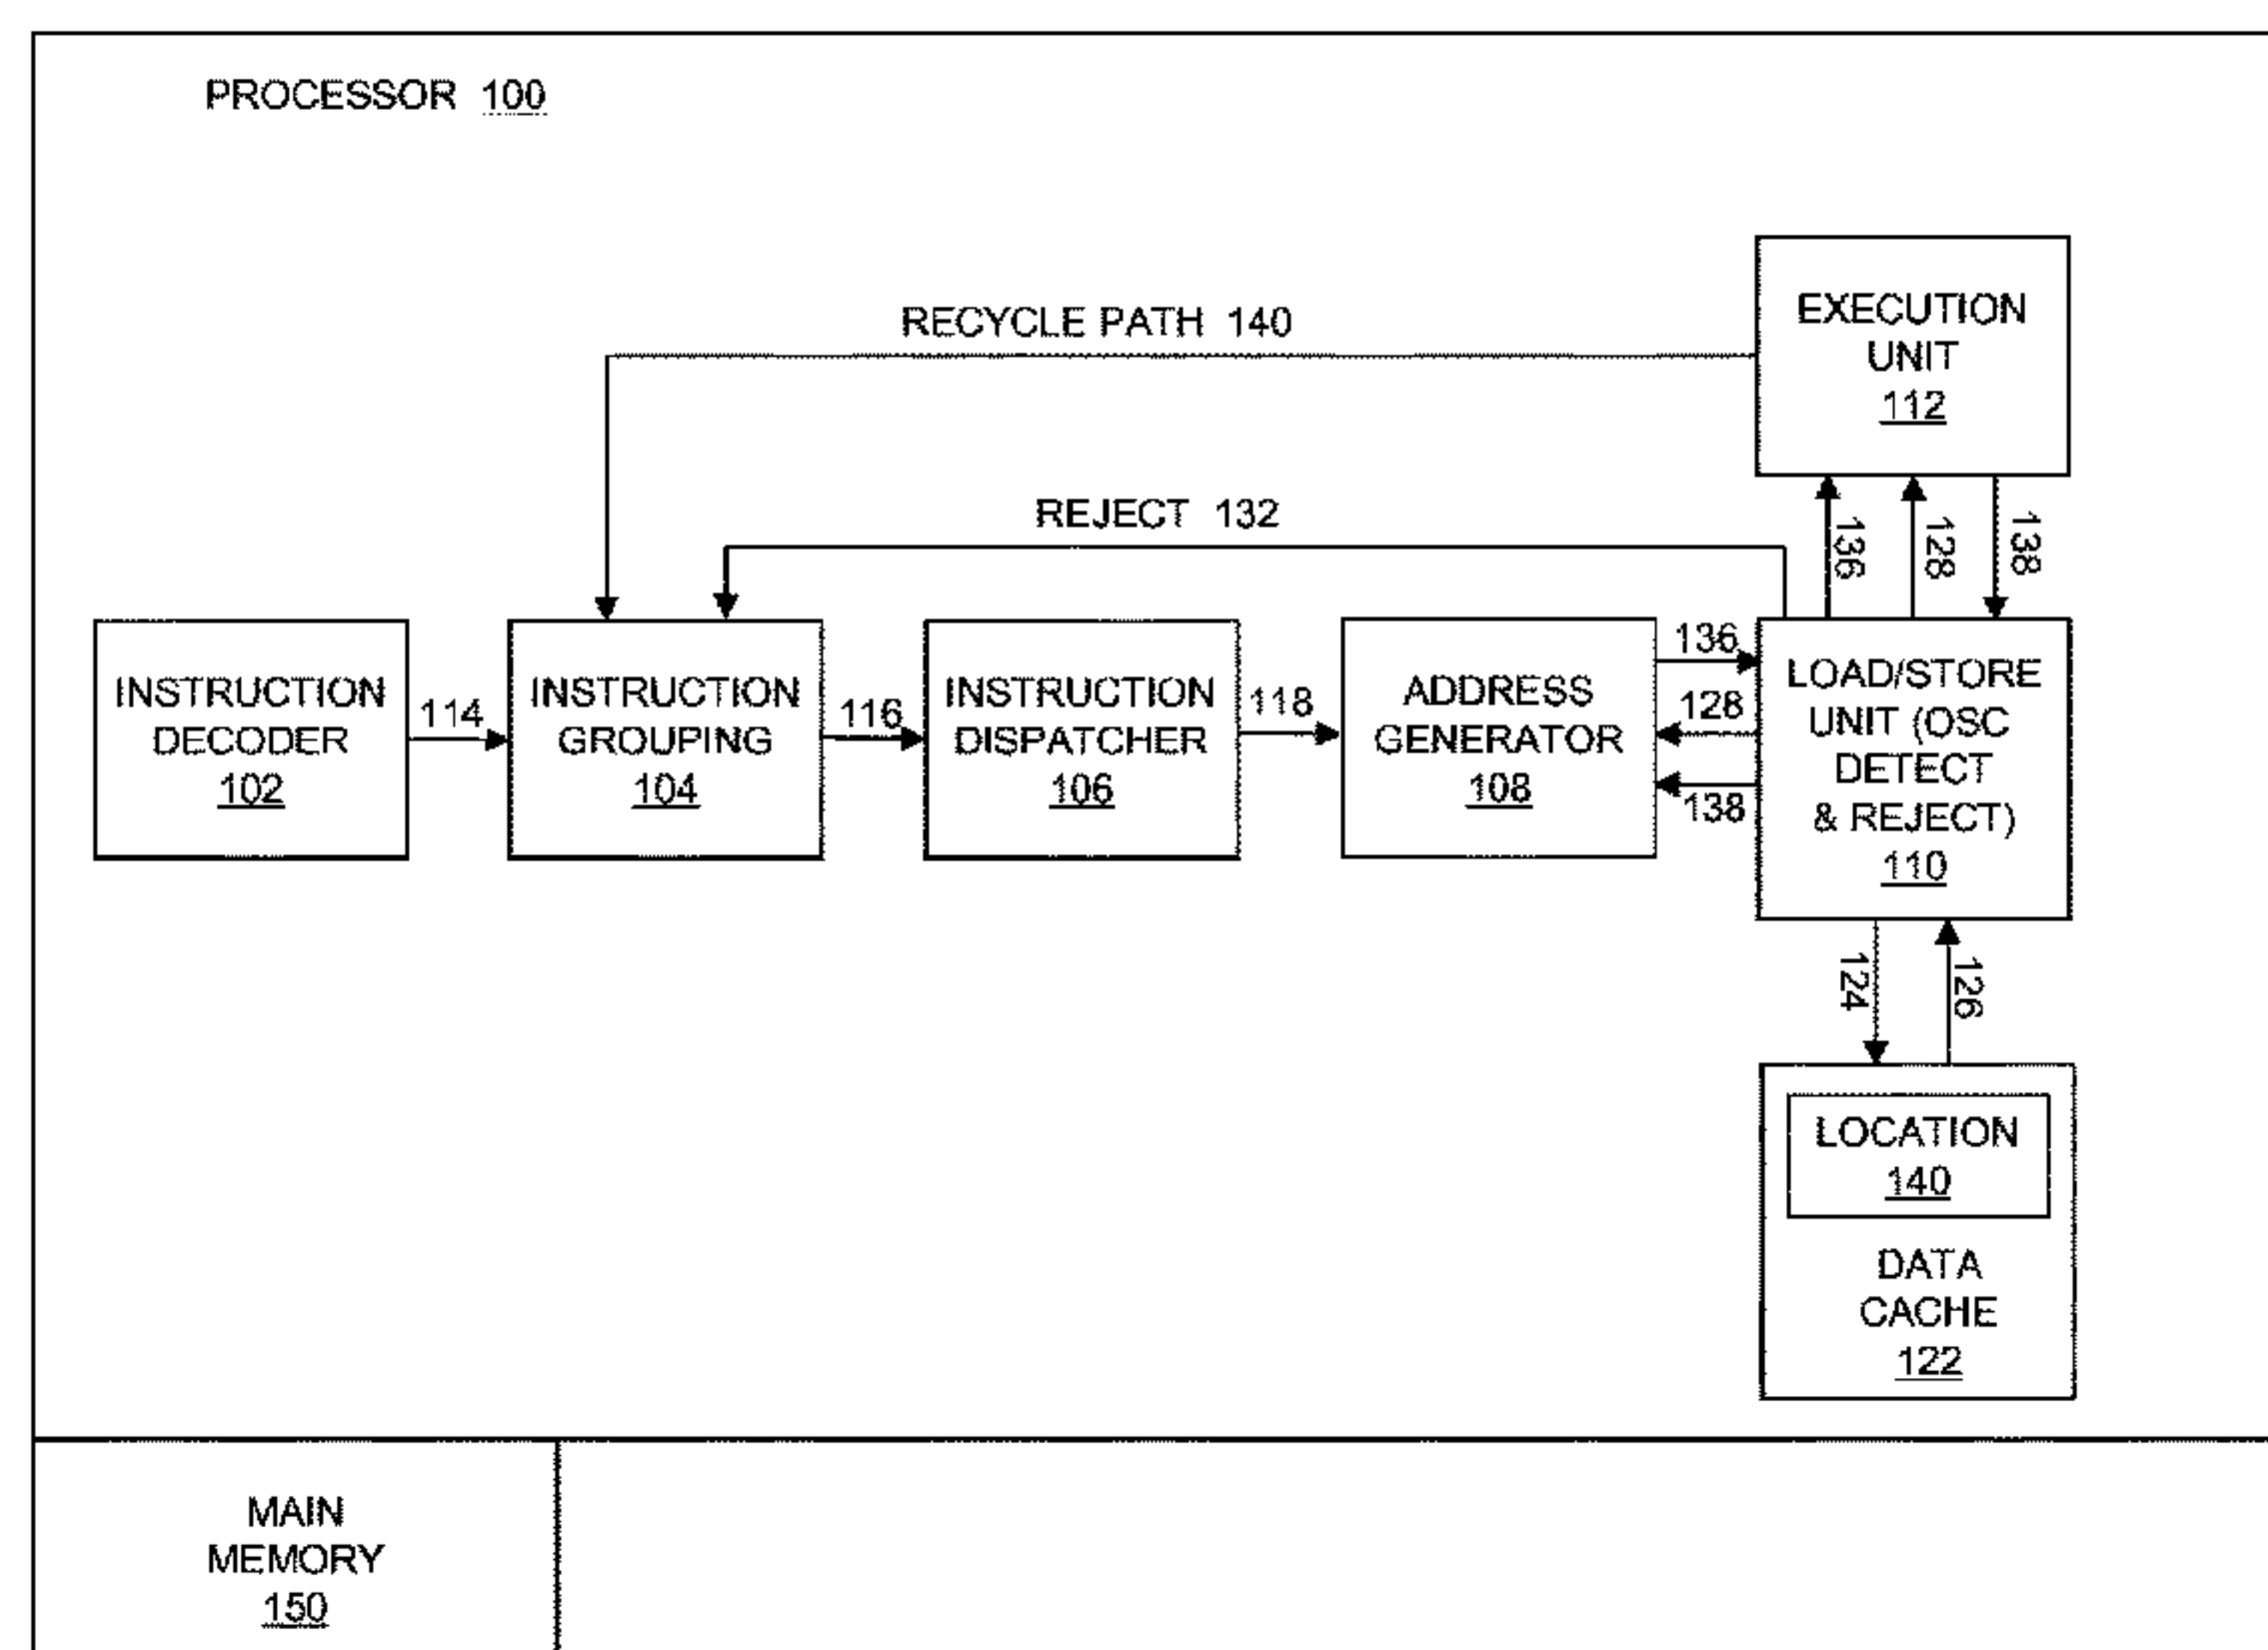 PROCESSOR 100
EXECUTION
UNIT
112
RECYCLE PATH 140
REJECT 132
136
128
138
INSTRUCTION
DECODER
102
114
INSTRUCTION
GROUPING
104
116
INSTRUCTION
DISPATCHER
106
118
ADDRESS
GENERATOR
108
136
128
138
LOAD/STORE
UNIT (OSC
DETECT
& REJECT)
110
124
126
LOCATION
140
DATA
CACHE
122
MAIN
MEMORY
150